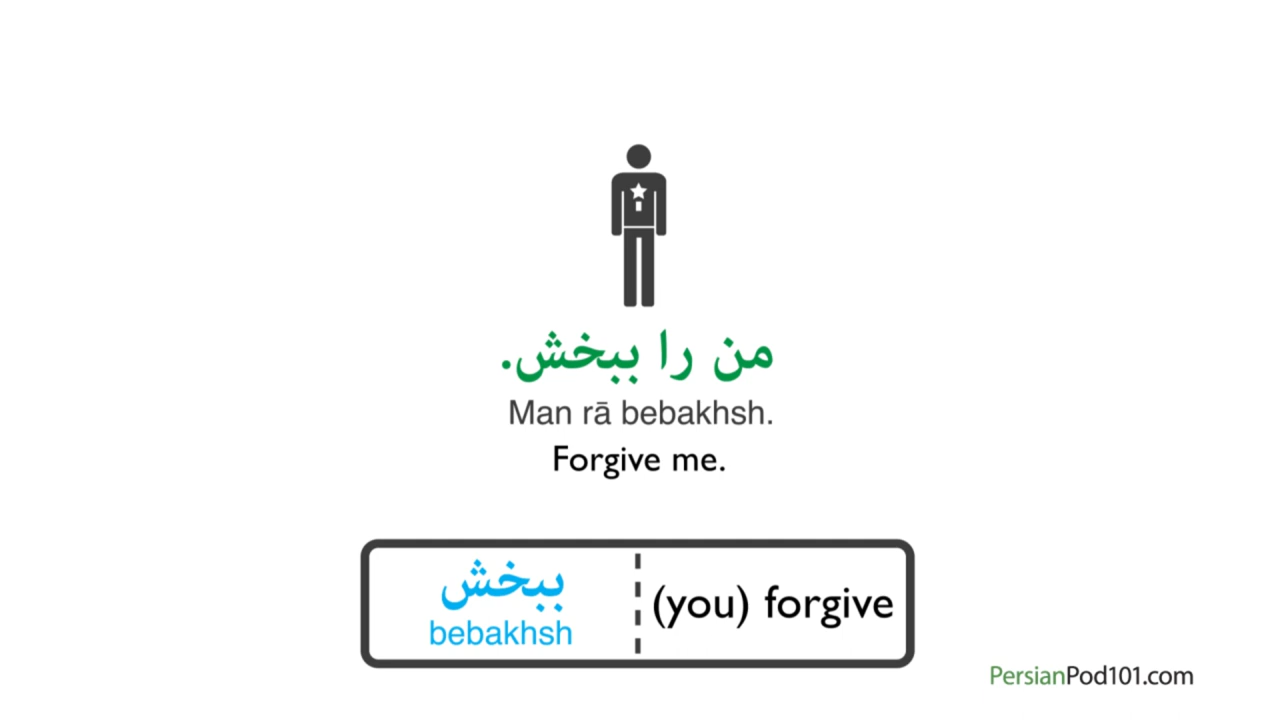 من را ببخش.
Man rā bebakhsh.
Forgive me.
ببخش
bebakhsh
(you) forgive
PersianPod101.com